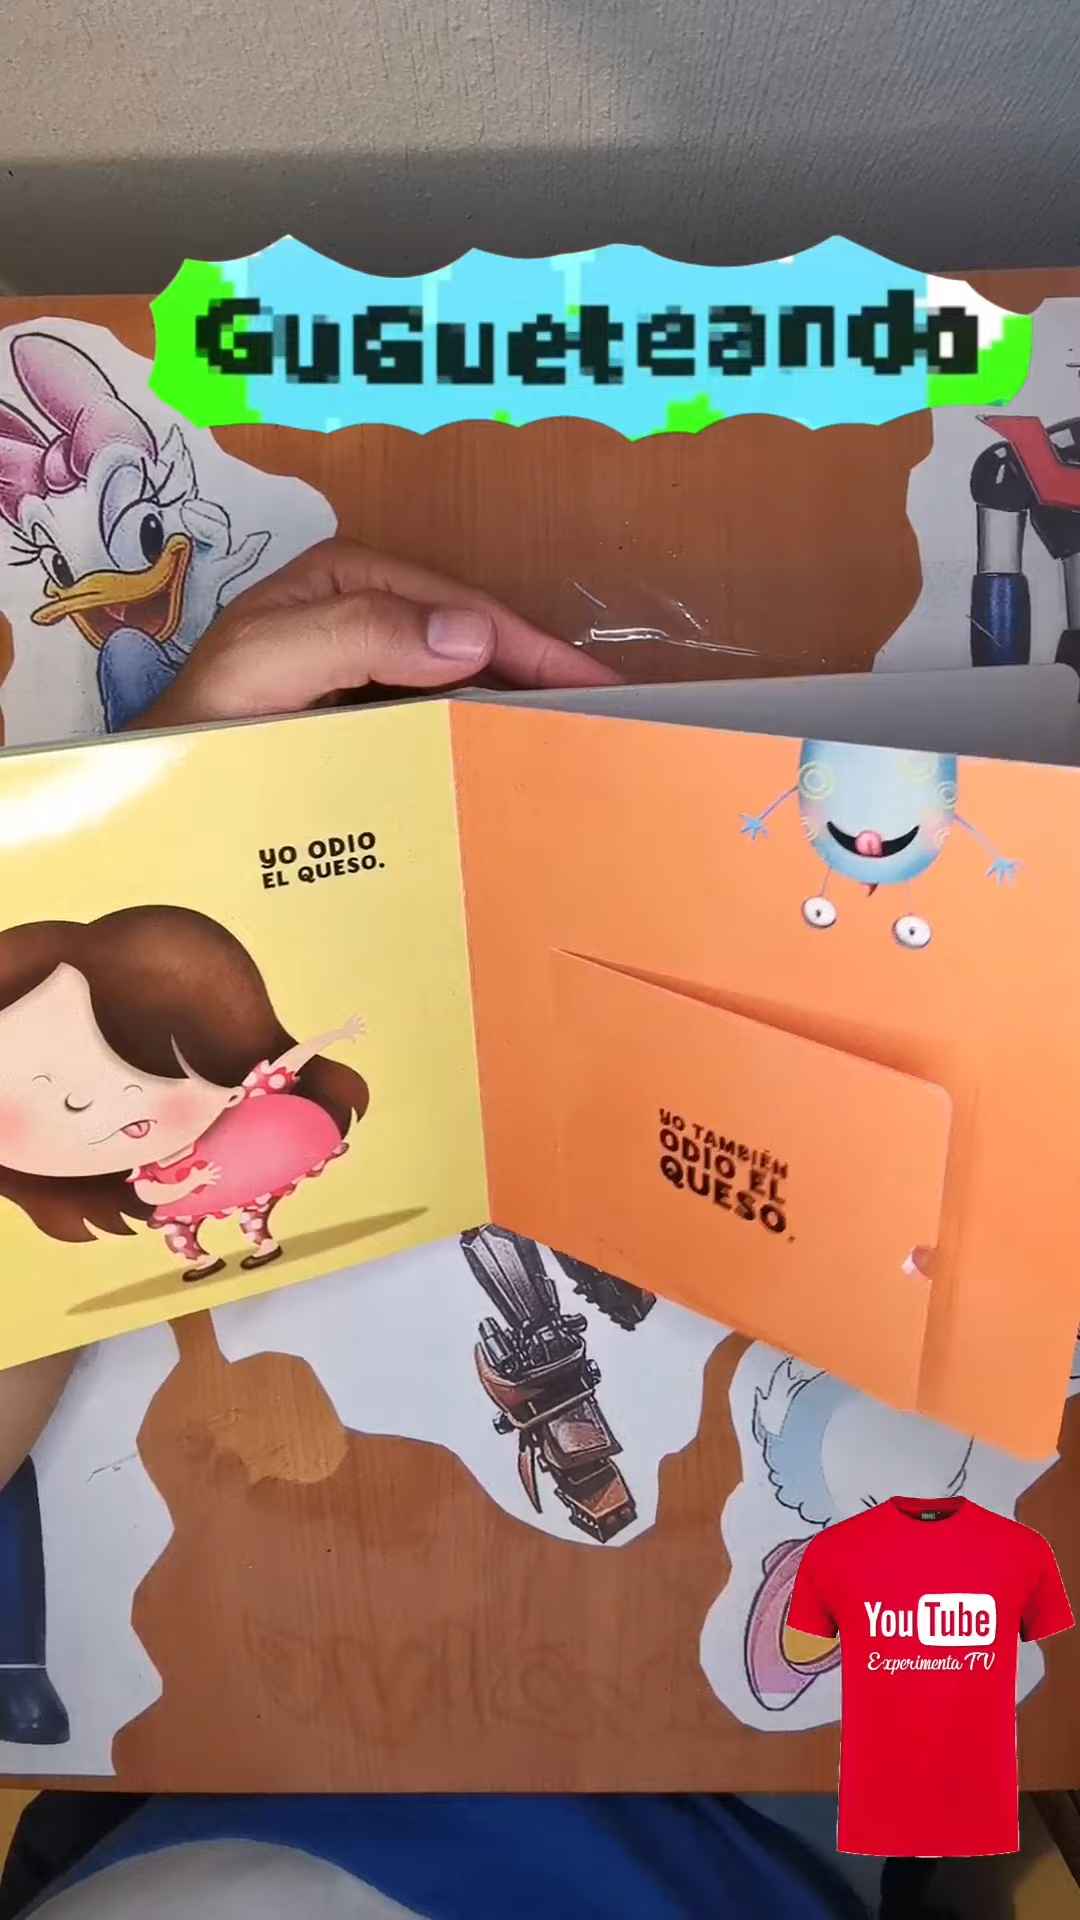 GuGueteando
YO ODIO
EL QUESO.
YO TAMBIÉN
ODIO EL
QUESO.
YouTube
Experimenta TV